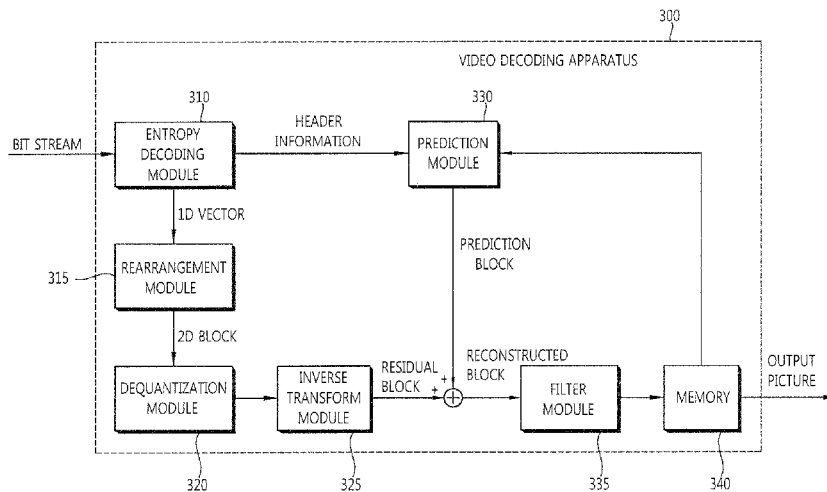 300
VIDEO DECODING APPARATUS
310
330
BIT STREAM
ENTROPY
DECODING
MODULE
HEADER
INFORMATION
PREDICTION
MODULE
1D VECTOR
PREDICTION
BLOCK
315
REARRANGEMENT
MODULE
2D BLOCK
DEQUANTIZATION
MODULE
INVERSE
TRANSFORM
MODULE
RESIDUAL
BLOCK
+
+
RECONSTRUCTED
BLOCK
FILTER
MODULE
MEMORY
OUTPUT
PICTURE
320
325
335
340